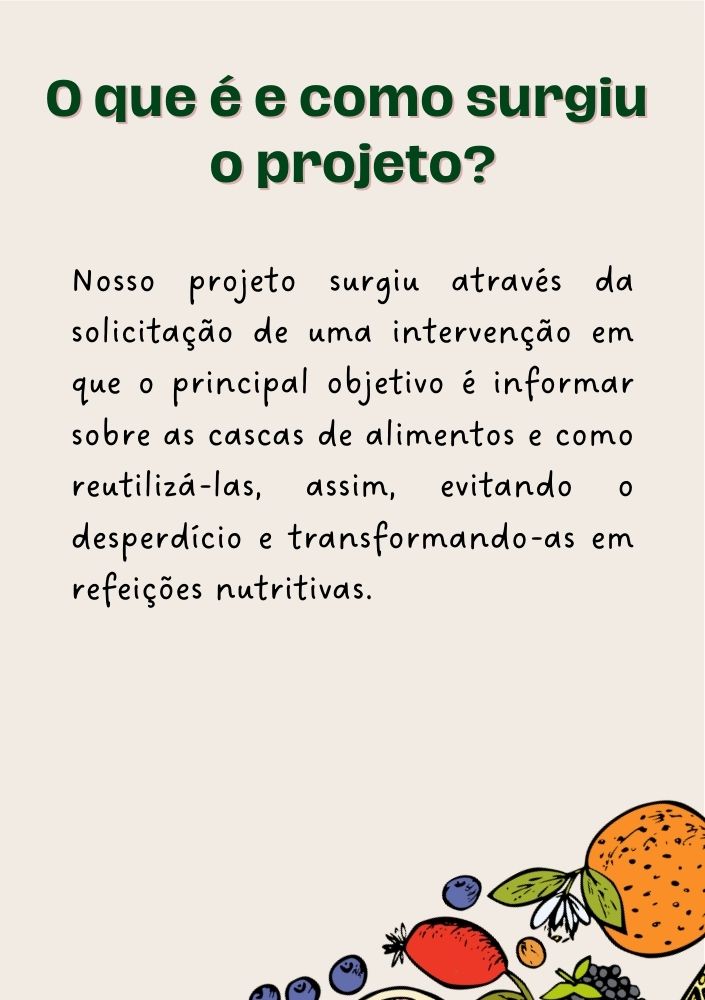 O que é e como surgiu
o projeto?
Nosso projeto surgiu através da
solicitação de uma intervenção em
que o principal objetivo é informar
sobre as cascas de alimentos e como
reutilizá-las, assim, evitando o
desperdício e transformando-as em
refeições nutritivas.